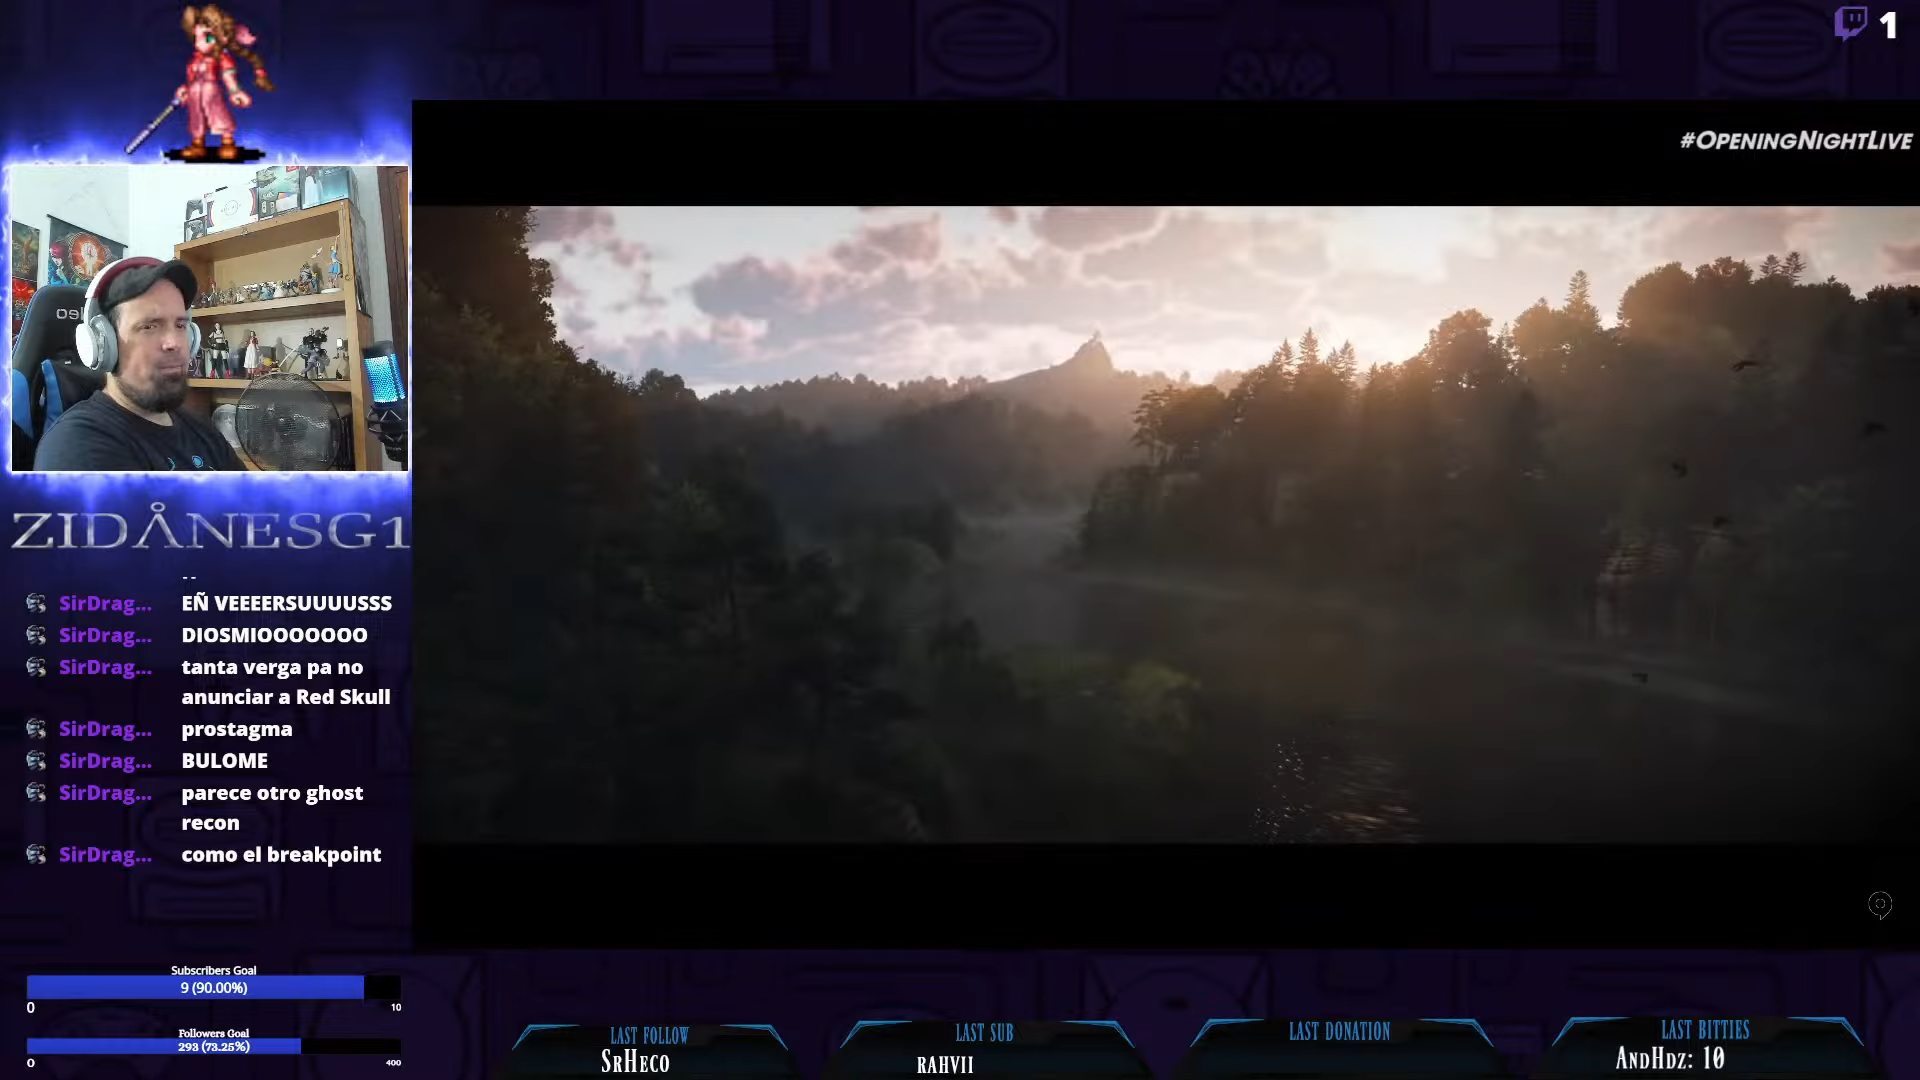 1
#OPENINGNIGHTLIVE
ZIDÅNESG1
SirDrag... EÑ VEEEERSUUUUSSS
SirDrag... DIOSMIOOOOOOO
SirDrag... tanta verga pa no
anunciar a Red Skull
SirDrag... prostagma
SirDrag... BULOME
SirDrag... parece otro ghost
recon
SirDrag... como el breakpoint
Subscribers Goal
9 (90.00%)
0 10
Followers Goal
293 (73.25%)
0 400
LAST FOLLOW
SRHECO
LAST SUB
RAHVII
LAST DONATION
LAST BITTIES
ANDHDZ: 10